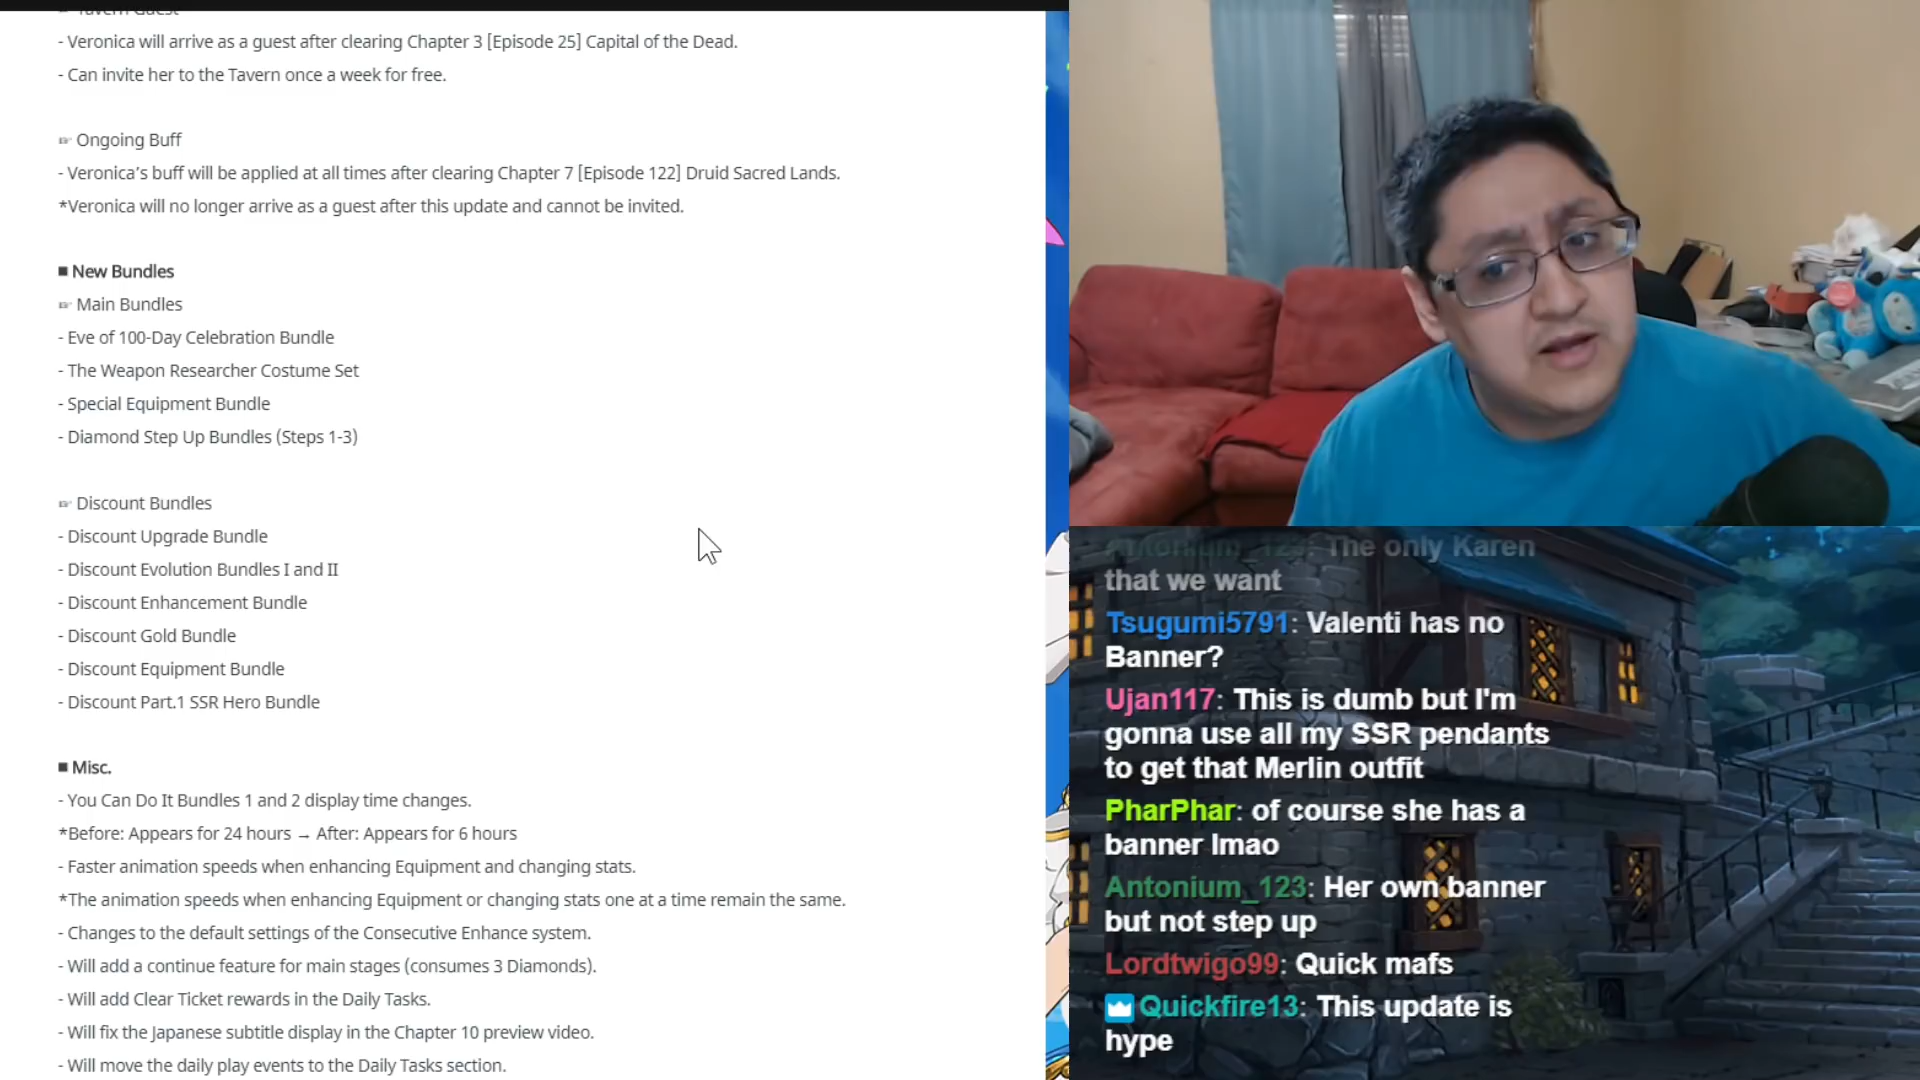 Tavern Guest
- Veronica will arrive as a guest after clearing Chapter 3 [Episode 25] Capital of the Dead.
- Can invite her to the Tavern once a week for free.
☞ Ongoing Buff
- Veronica's buff will be applied at all times after clearing Chapter 7 [Episode 122] Druid Sacred Lands.
*Veronica will no longer arrive as a guest after this update and cannot be invited.
■ New Bundles
☞ Main Bundles
- Eve of 100-Day Celebration Bundle
- The Weapon Researcher Costume Set
- Special Equipment Bundle
- Diamond Step Up Bundles (Steps 1-3)
☞ Discount Bundles
- Discount Upgrade Bundle
- Discount Evolution Bundles I and II
- Discount Enhancement Bundle
- Discount Gold Bundle
- Discount Equipment Bundle
- Discount Part.1 SSR Hero Bundle
■ Misc.
- You Can Do It Bundles 1 and 2 display time changes.
*Before: Appears for 24 hours → After: Appears for 6 hours
- Faster animation speeds when enhancing Equipment and changing stats.
*The animation speeds when enhancing Equipment or changing stats one at a time remain the same.
- Changes to the default settings of the Consecutive Enhance system.
- Will add a continue feature for main stages (consumes 3 Diamonds).
- Will add Clear Ticket rewards in the Daily Tasks.
- Will fix the Japanese subtitle display in the Chapter 10 preview video.
- Will move the daily play events to the Daily Tasks section.
Antonium_123: The only Karen
that we want
Tsugumi5791: Valenti has no
Banner?
Ujan117: This is dumb but I'm
gonna use all my SSR pendants
to get that Merlin outfit
PharPhar: of course she has a
banner lmao
Antonium_123: Her own banner
but not step up
Lordtwigo99: Quick mafs
Quickfire13: This update is
hype